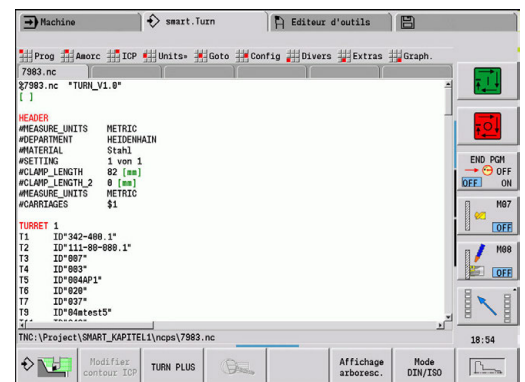 Machine
smart.Turn
Editeur d'outils
Prog Amorc ICP Units» Goto Config Divers Extras Graph.
7983.nc
%7983.nc "TURN_V1.0"
[ ]
HEADER
#MEASURE_UNITS METRIC
#DEPARTMENT HEIDENHAIN
#MATERIAL Stahl
#SETTING 1 von 1
#CLAMP_LENGTH 82 [mm]
#CLAMP_LENGTH_2 0 [mm]
#MEASURE_UNITS METRIC
#CARRIAGES $1
TURRET 1
T1 ID"342-400.1"
T2 ID"111-80-080.1"
T3 ID"007"
T4 ID"003"
T5 ID"004AP1"
T6 ID"020"
T7 ID"037"
T9 ID"04mtest5"
TNC:\Project\SMART_KAPITEL1\ncps\7983.nc
Modifier
contour ICP
TURN PLUS
Affichage
arboresc.
Mode
DIN/ISO
END PGM
OFF
OFF ON
M07
OFF
M08
OFF
18:54